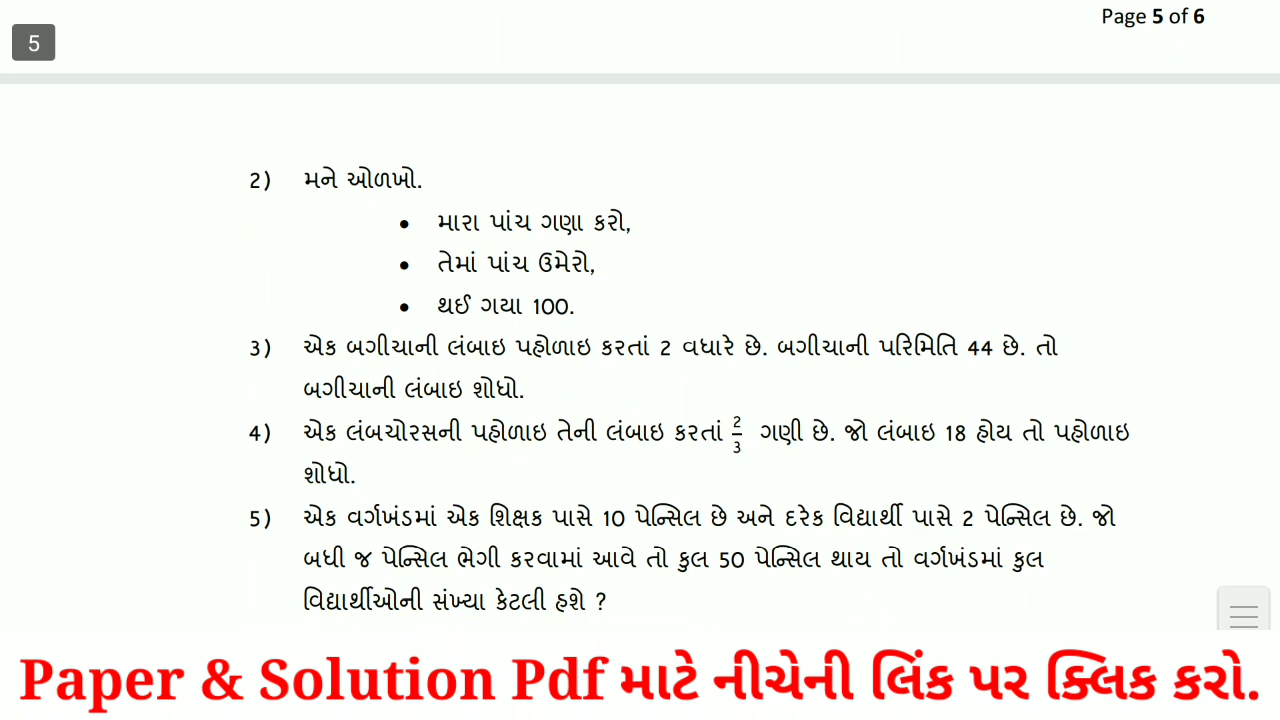 Page 5 of 6
5
2) મને ઓળખો.
• મારા પાંચ ગણા કરો,
• તેમાં પાંચ ઉમેરો,
• થઈ ગયા 100.
3) એક બગીચાની લંબાઇ પહોળાઇ કરતાં 2 વધારે છે. બગીચાની પરિમિતિ 44 છે. તો
બગીચાની લંબાઇ શોધો.
4) એક લંબચોરસની પહોળાઇ તેની લંબાઇ કરતાં 2/3 ગણી છે. જો લંબાઇ 18 હોય તો પહોળાઇ
શોધો.
5) એક વર્ગખંડમાં એક શિક્ષક પાસે 10 પેન્સિલ છે અને દરેક વિદ્યાર્થી પાસે 2 પેન્સિલ છે. જો
બધી જ પેન્સિલ ભેગી કરવામાં આવે તો કુલ 50 પેન્સિલ થાય તો વર્ગખંડમાં કુલ
વિદ્યાર્થીઓની સંખ્યા કેટલી હશે ?
Paper & Solution Pdf માટે નીચેની લિંક પર ક્લિક કરો.